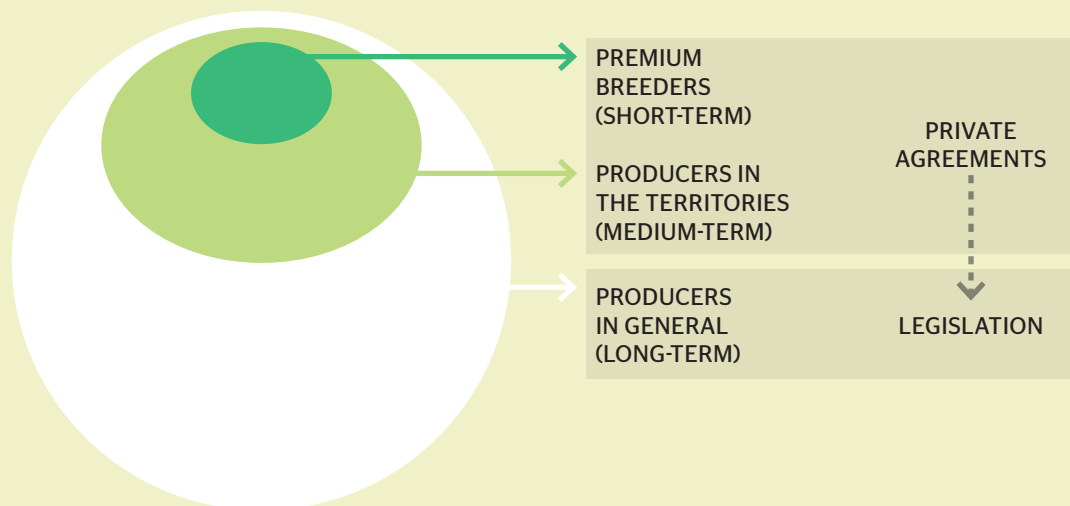 PREMIUM
BREEDERS
(SHORT-TERM)
PRODUCERS IN
THE TERRITORIES
(MEDIUM-TERM)
PRIVATE
AGREEMENTS
PRODUCERS
IN GENERAL
(LONG-TERM)
LEGISLATION